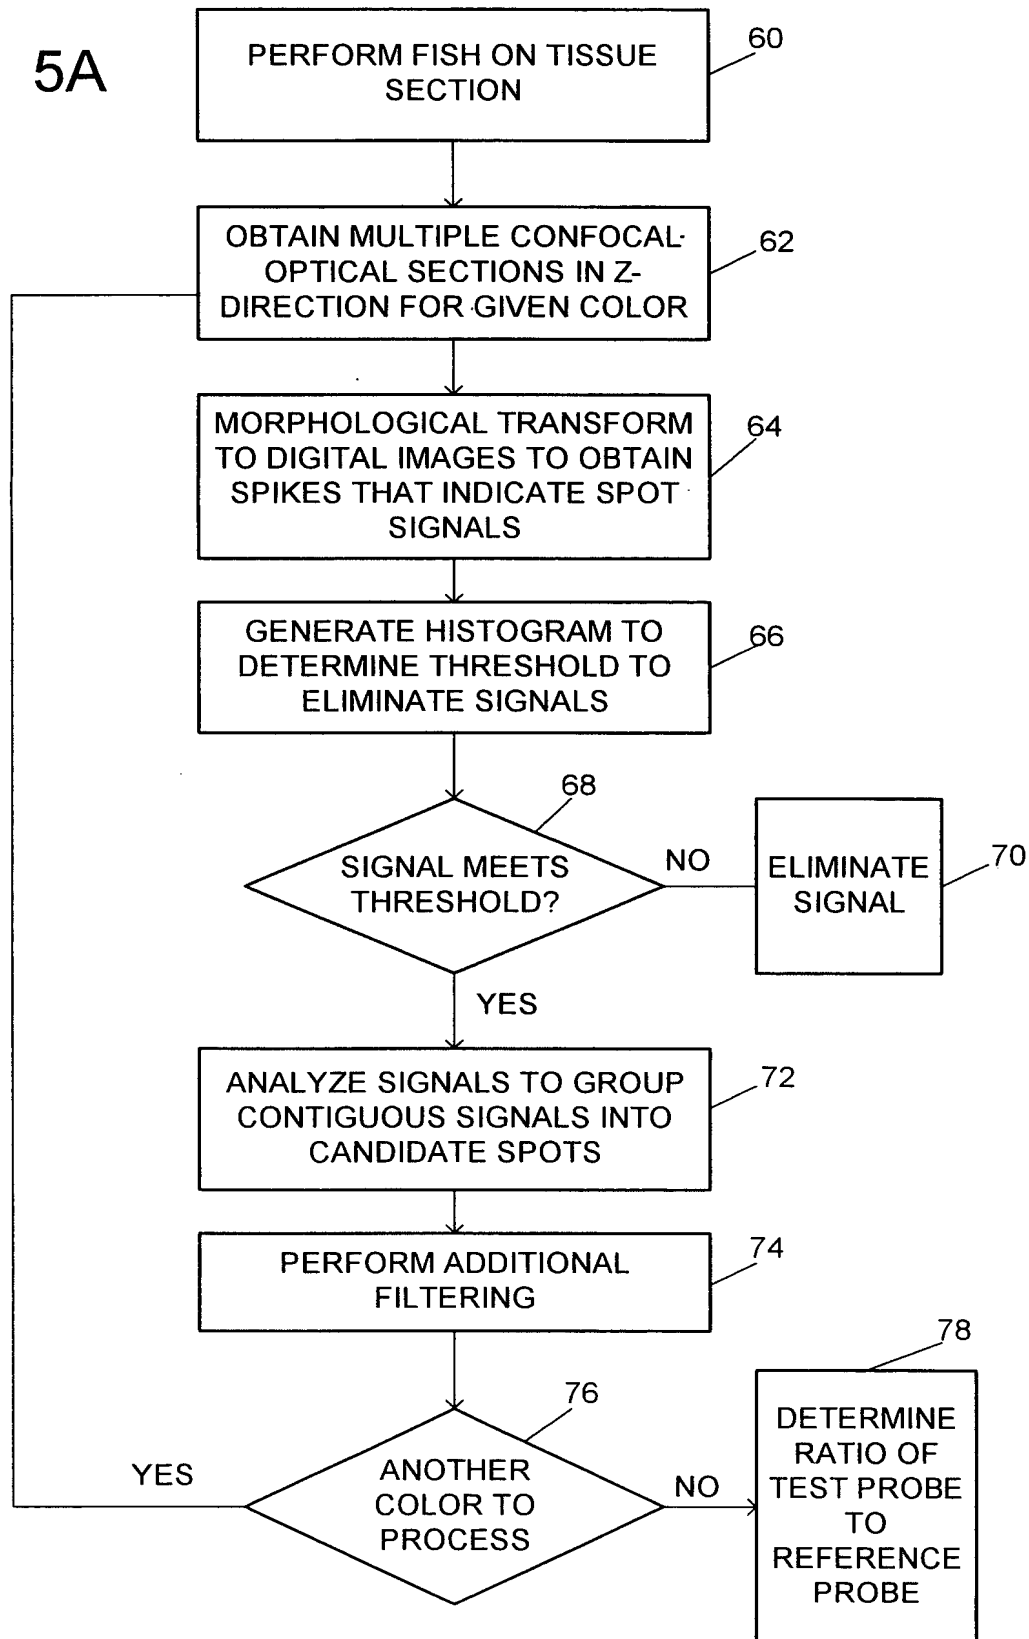 5A
PERFORM FISH ON TISSUE
SECTION
60
OBTAIN MULTIPLE CONFOCAL
OPTICAL SECTIONS IN Z-
DIRECTION FOR GIVEN COLOR
62
MORPHOLOGICAL TRANSFORM
TO DIGITAL IMAGES TO OBTAIN
SPIKES THAT INDICATE SPOT
SIGNALS
64
GENERATE HISTOGRAM TO
DETERMINE THRESHOLD TO
ELIMINATE SIGNALS
66
68
SIGNAL MEETS
THRESHOLD?
NO
ELIMINATE
SIGNAL
70
YES
ANALYZE SIGNALS TO GROUP
CONTIGUOUS SIGNALS INTO
CANDIDATE SPOTS
72
PERFORM ADDITIONAL
FILTERING
74
76
ANOTHER
COLOR TO
PROCESS
YES
NO
78
DETERMINE
RATIO OF
TEST PROBE
TO
REFERENCE
PROBE